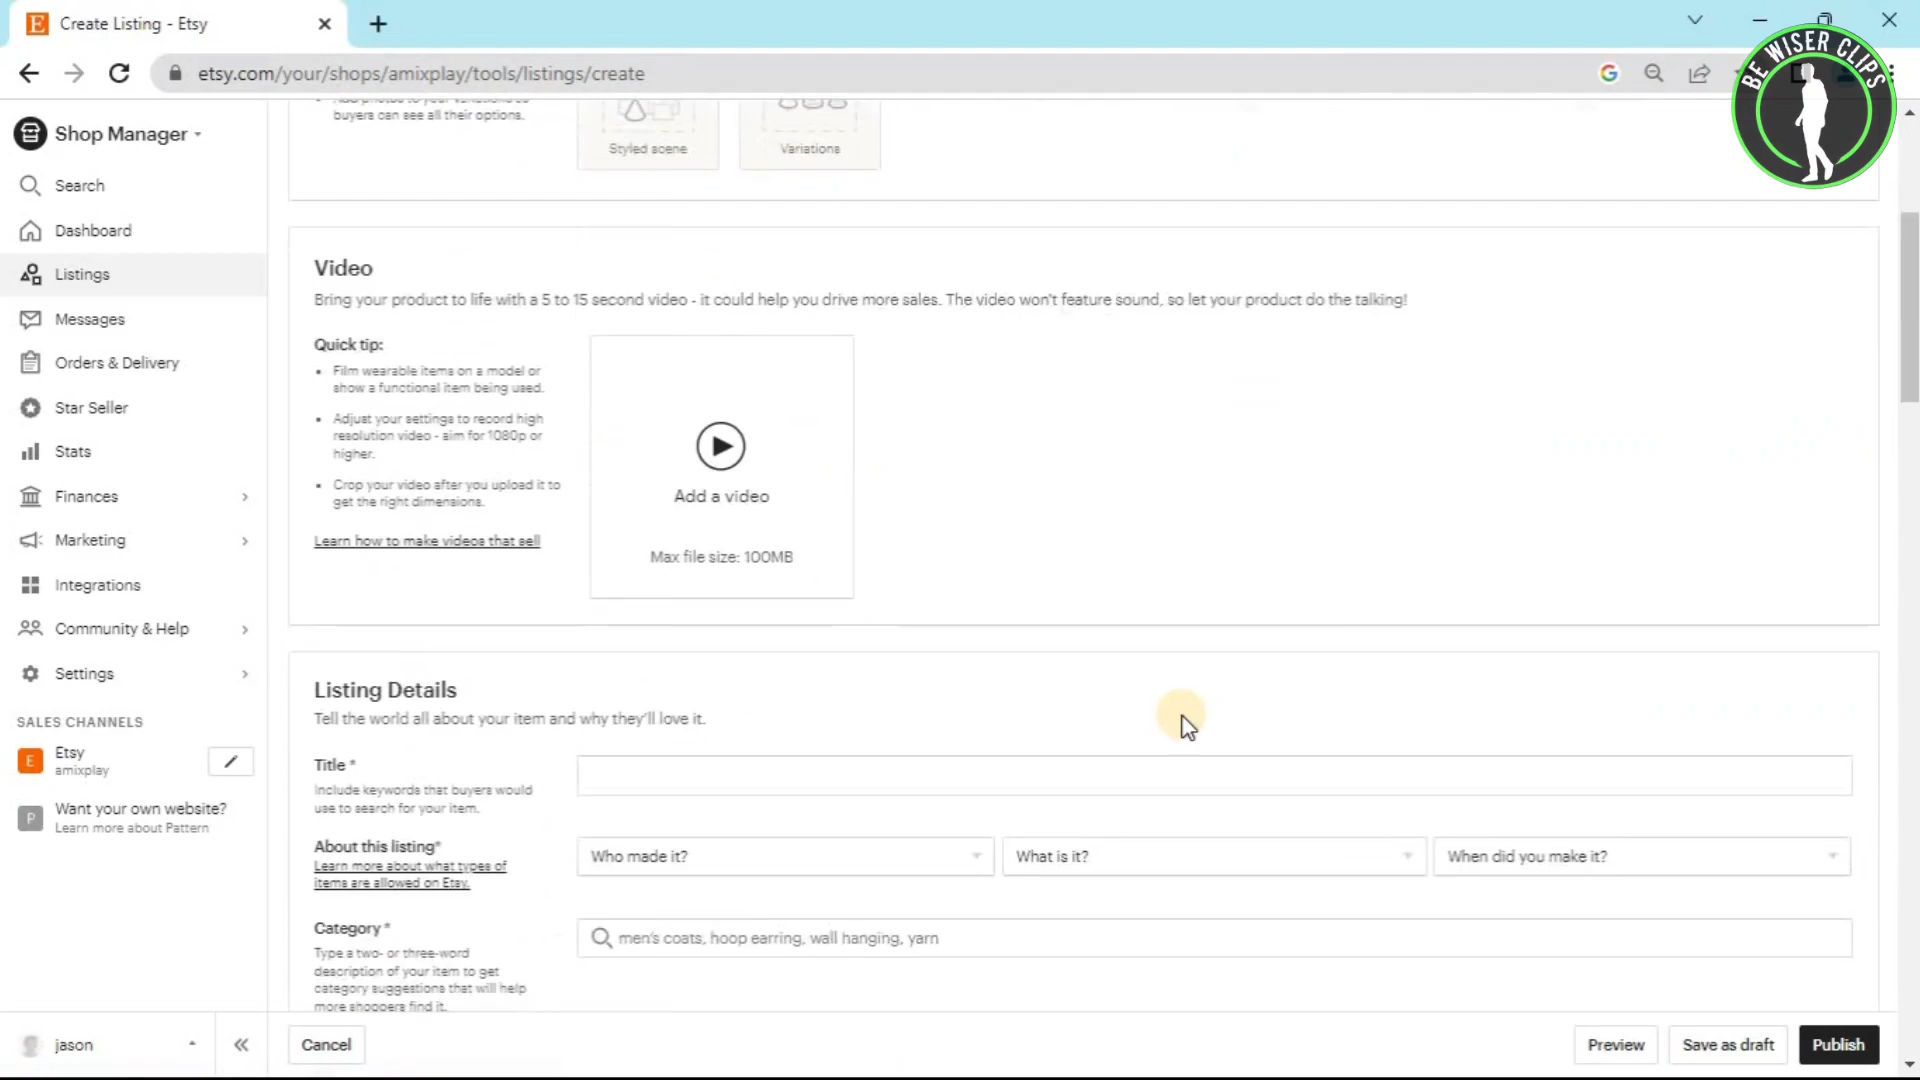 Create Listing - Etsy
etsy.com/your/shops/amixplay/tools/listings/create
BE WISER CLIPS
Shop Manager
Search
Dashboard
Listings
Messages
Orders & Delivery
Star Seller
Stats
Finances
Marketing
Integrations
Community & Help
Settings
SALES CHANNELS
E
Etsy
amixplay
P
Want your own website?
Learn more about Pattern
jason
buyers can see all their options.
Styled scene
Variations
Video
Bring your product to life with a 5 to 15 second video - it could help you drive more sales. The video won't feature sound, so let your product do the talking!
Quick tip:
• Film wearable items on a model or
show a functional item being used.
• Adjust your settings to record high
resolution video - aim for 1080p or
higher.
• Crop your video after you upload it to
get the right dimensions.
Learn how to make videos that sell
Add a video
Max file size: 100MB
Listing Details
Tell the world all about your item and why they'll love it.
Title *
Include keywords that buyers would
use to search for your item.
About this listing*
Learn more about what types of
items are allowed on Etsy.
Who made it?
What is it?
When did you make it?
Category *
Type a two- or three-word
description of your item to get
category suggestions that will help
more shoppers find it.
men's coats, hoop earring, wall hanging, yarn
Cancel
Preview
Save as draft
Publish